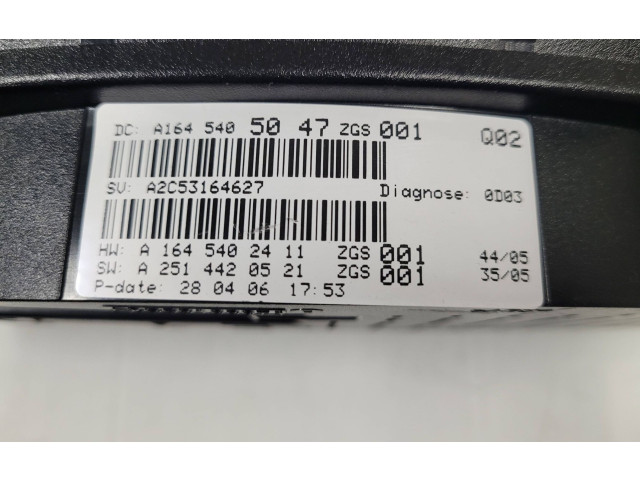 DC: A164 540 50 47 ZGS 001 Q02
SV: A2C53164627 Diagnose: 0D03
HW: A 164 540 24 11 ZGS 001 44/05
SW: A 251 442 05 21 ZGS 001 35/05
P-date: 28 04 06 17:53